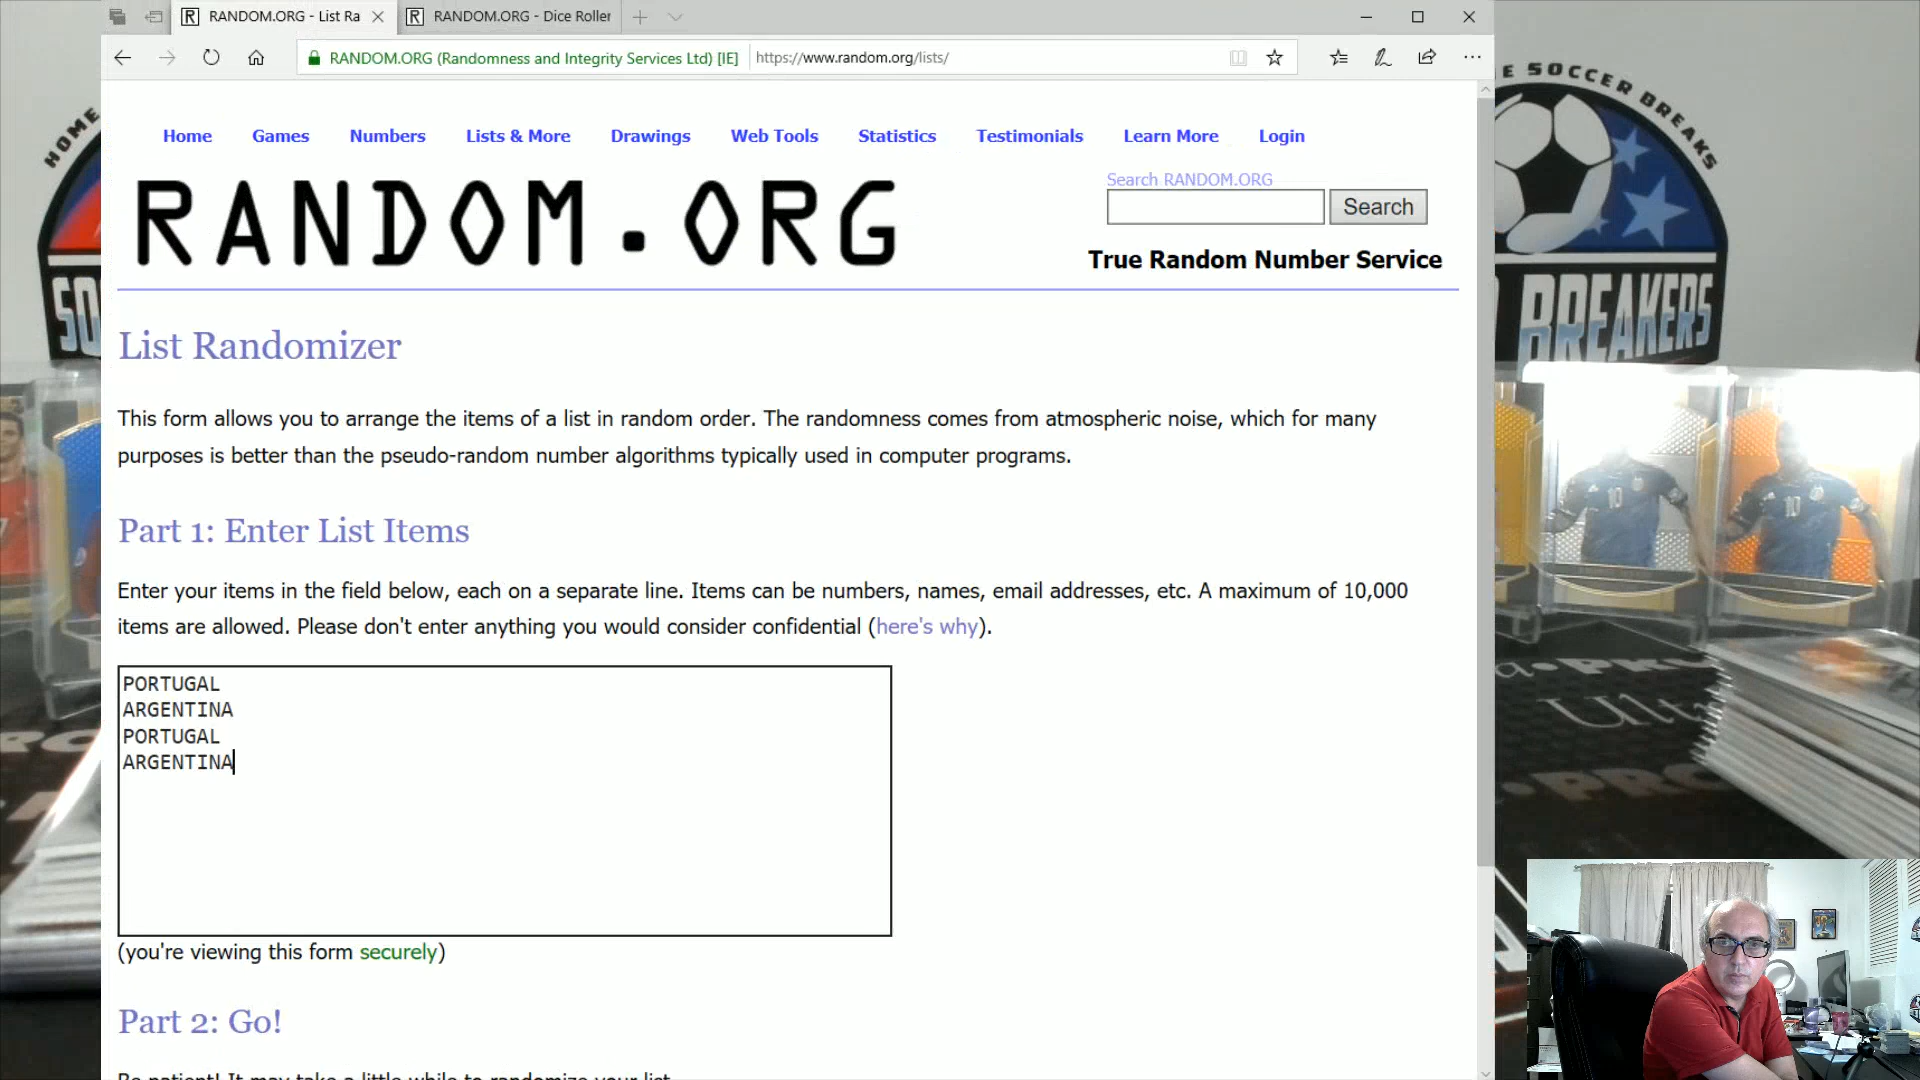 RANDOM.ORG - List Ra
RANDOM.ORG - Dice Roller
RANDOM.ORG (Randomness and Integrity Services Ltd) [IE]
https://www.random.org/lists/
Home Games Numbers Lists & More Drawings Web Tools Statistics Testimonials Learn More Login
RANDOM.ORG
Search RANDOM.ORG
Search
True Random Number Service
List Randomizer
This form allows you to arrange the items of a list in random order. The randomness comes from atmospheric noise, which for many
purposes is better than the pseudo-random number algorithms typically used in computer programs.
Part 1: Enter List Items
Enter your items in the field below, each on a separate line. Items can be numbers, names, email addresses, etc. A maximum of 10,000
items are allowed. Please don't enter anything you would consider confidential (here's why).
PORTUGAL
ARGENTINA
PORTUGAL
ARGENTINA
(you're viewing this form securely)
Part 2: Go!
Be patient! It may take a little while to randomize your list
HOME
SO
E SOCCER BREAKS
BREAKERS
10
10